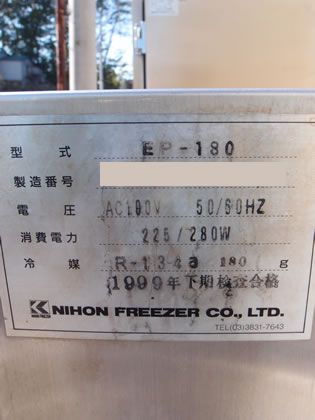 型式 EP-180
製造番号
電圧 AC100V 50/60HZ
消費電力 225/280W
冷媒 R-134a 180 g
1999年下期検査合格
2
NIHON FREEZER CO., LTD.
TEL(03)3831-7643